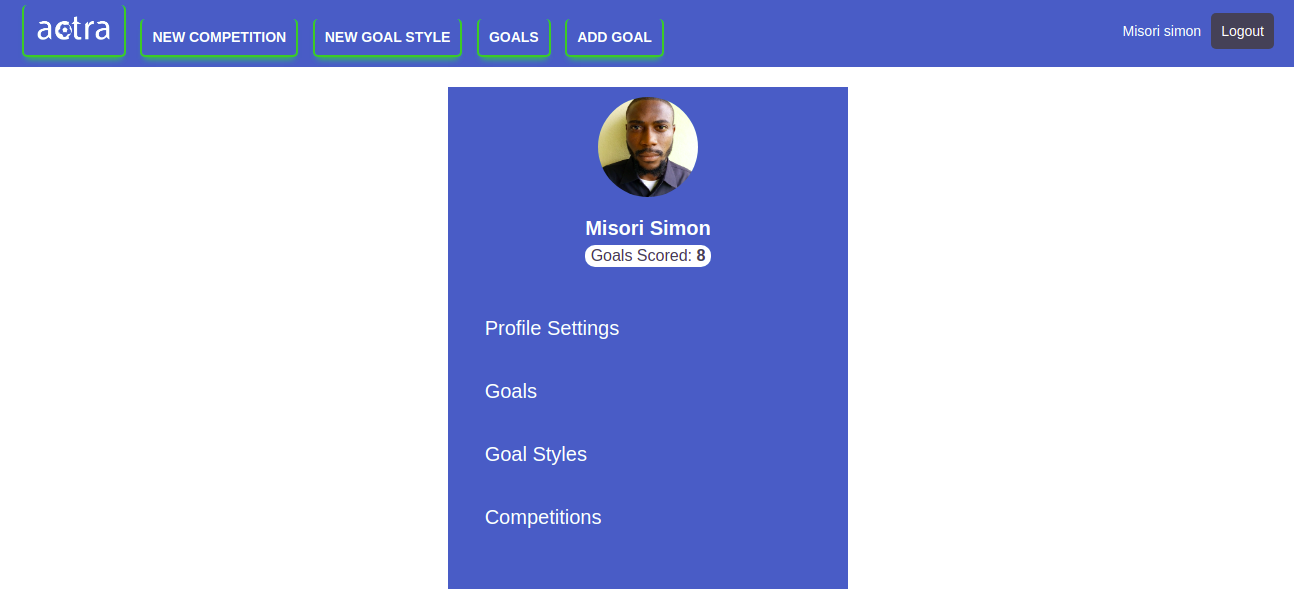 actra
NEW COMPETITION
NEW GOAL STYLE
GOALS
ADD GOAL
Misori simon
Logout
Misori Simon
Goals Scored: 8
Profile Settings
Goals
Goal Styles
Competitions